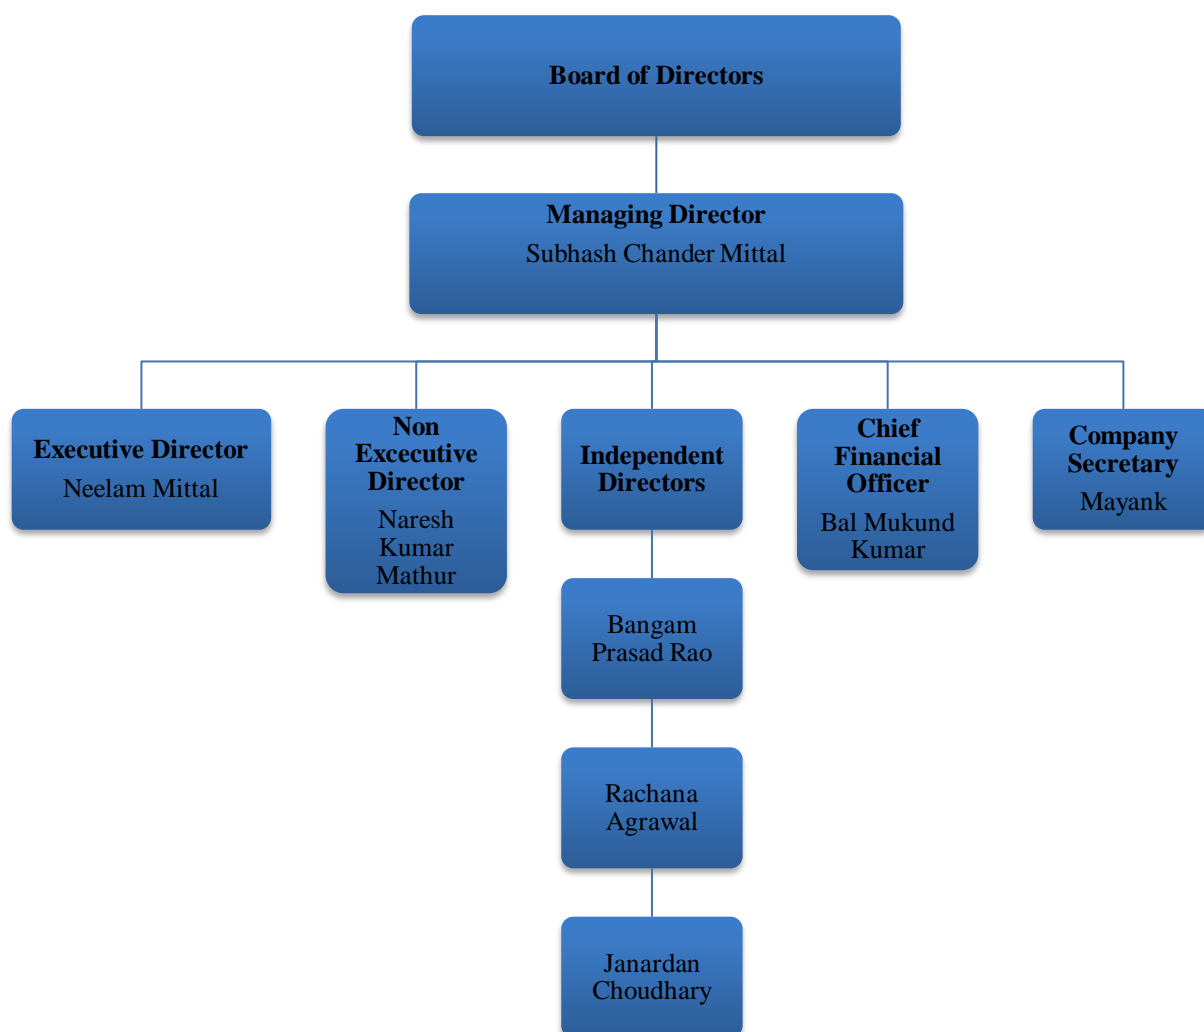 Board of Directors
Managing Director
Subhash Chander Mittal
Executive Director
Neelam Mittal
Non
Excecutive
Director
Naresh
Kumar
Mathur
Independent
Directors
Chief
Financial
Officer
Bal Mukund
Kumar
Company
Secretary
Mayank
Bangam
Prasad Rao
Rachana
Agrawal
Janardan
Choudhary